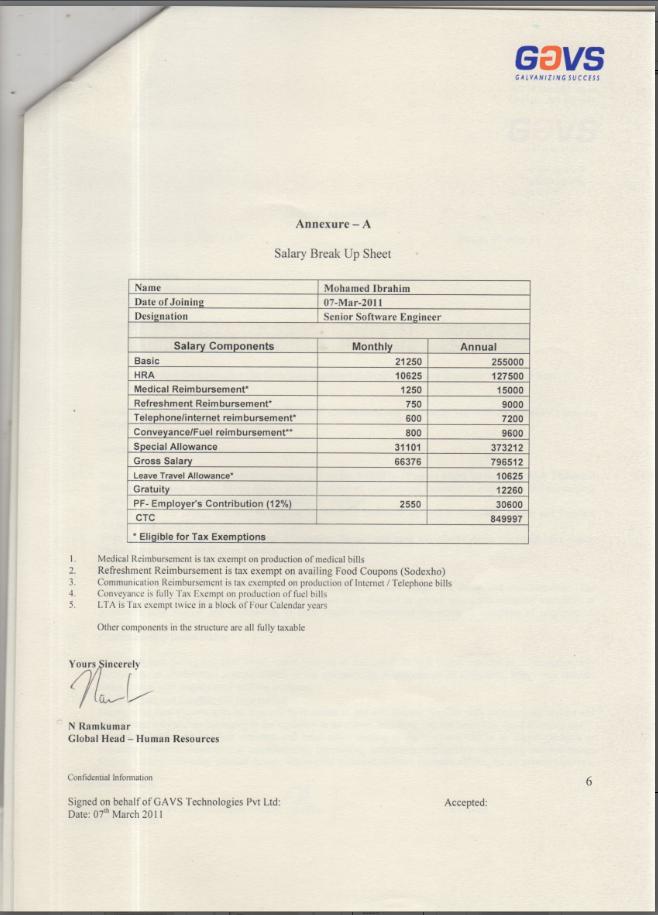 GAVS
GALVANIZING SUCCESS
Annexure – A
Salary Break Up Sheet
Name Mohamed Ibrahim
Date of Joining 07-Mar-2011
Designation Senior Software Engineer
Salary Components Monthly Annual
Basic 21250 255000
HRA 10625 127500
Medical Reimbursement* 1250 15000
Refreshment Reimbursement* 750 9000
Telephone/internet reimbursement* 600 7200
Conveyance/Fuel reimbursement** 800 9600
Special Allowance 31101 373212
Gross Salary 66376 796512
Leave Travel Allowance* 10625
Gratuity 12260
PF- Employer's Contribution (12%) 2550 30600
CTC 849997
* Eligible for Tax Exemptions
1. Medical Reimbursement is tax exempt on production of medical bills
2. Refreshment Reimbursement is tax exempt on availing Food Coupons (Sodexho)
3. Communication Reimbursement is tax exempted on production of Internet / Telephone bills
4. Conveyance is fully Tax Exempt on production of fuel bills
5. LTA is Tax exempt twice in a block of Four Calendar years
Other components in the structure are all fully taxable
Yours Sincerely
N Ramkumar
Global Head – Human Resources
Confidential Information
6
Signed on behalf of GAVS Technologies Pvt Ltd: Accepted:
Date: 07th March 2011